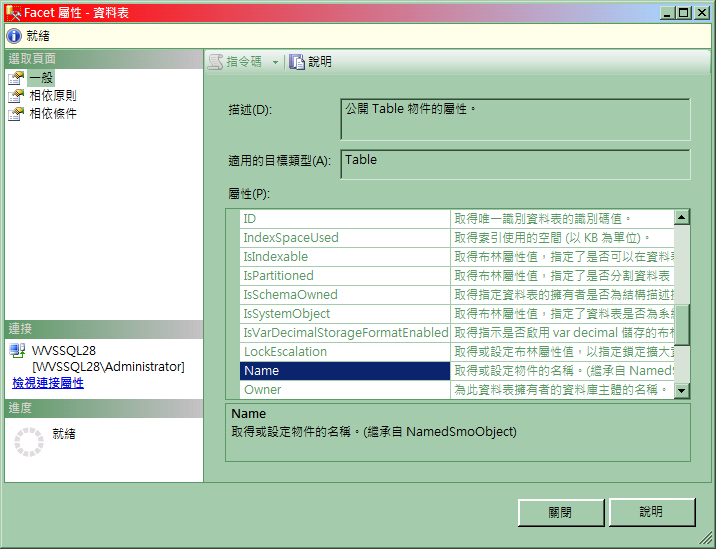 Facet 屬性 - 資料表
就緒
選取頁面
一般
相依原則
相依條件
指令碼
說明
描述(D):
公開 Table 物件的屬性。
適用的目標類型(A):
Table
屬性(P):
ID 取得唯一識別資料表的識別碼值。
IndexSpaceUsed 取得索引使用的空間 (以 KB 為單位)。
IsIndexable 取得布林屬性值，指定了是否可以在資料表
IsPartitioned 取得布林屬性值，指定了是否分割資料表
IsSchemaOwned 取得指定資料表的擁有者是否為結構描述
IsSystemObject 取得布林屬性值，指定了資料表是否為系統
IsVarDecimalStorageFormatEnabled 取得指示是否啟用 var decimal 儲存的布林
LockEscalation 取得或設定布林屬性值，以指定鎖定擴大
Name 取得或設定物件的名稱。(繼承自 NamedS
Owner 為此資料表擁有者的資料庫主體的名稱。
Name
取得或設定物件的名稱。(繼承自 NamedSmoObject)
連接
WVSSQL28
[WVSSQL28\Administrator]
檢視連接屬性
進度
就緒
關閉
說明